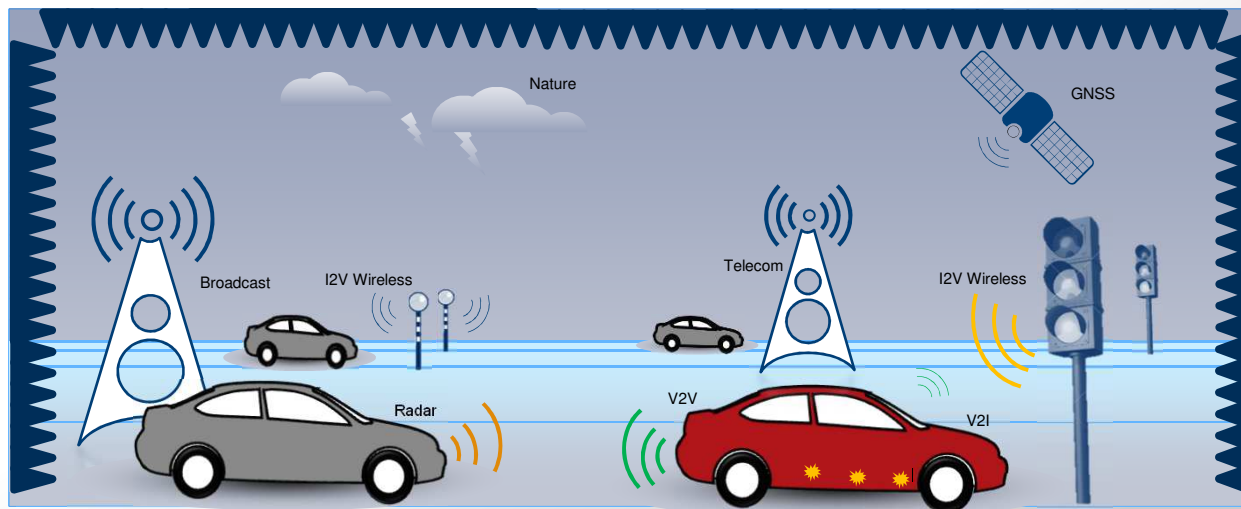 Nature
GNSS
Broadcast
I2V Wireless
Telecom
I2V Wireless
Radar
V2V
V2I